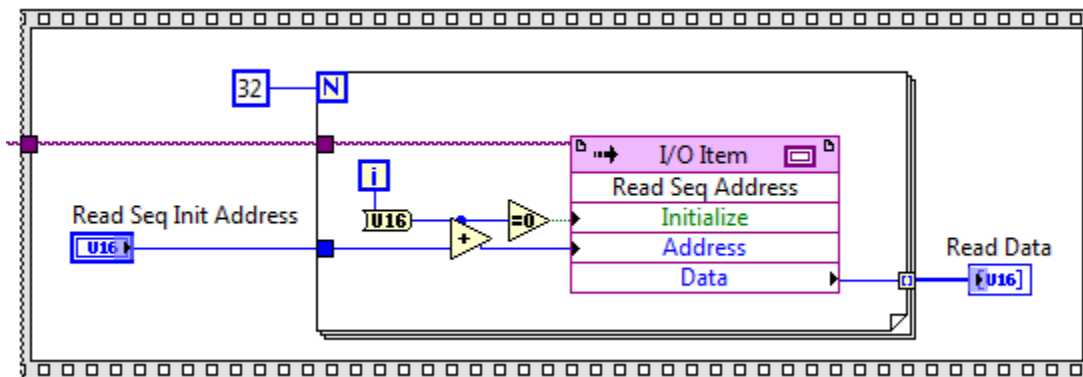 32
N
I/O Item
i
Read Seq Address
Read Seq Init Address
U16
=0
Initialize
U16
+
Address
Read Data
Data
[U16]